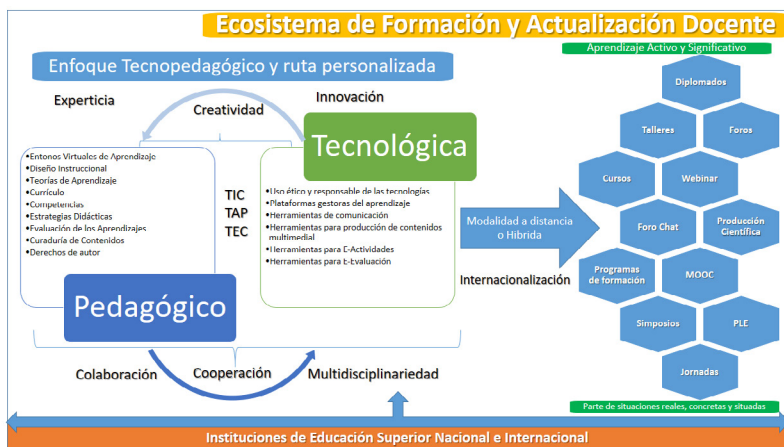 Ecosistema de Formación y Actualización Docente
Enfoque Tecnopedagógico y ruta personalizada
Experticia
Creatividad
Innovación
Tecnológica
•Entonos Virtuales de Aprendizaje
•Diseño Instruccional
•Teorías de Aprendizaje
•Currículo
•Competencias
•Estrategias Didácticas
•Evaluación de los Aprendizajes
•Curaduría de Contenidos
•Derechos de autor
Pedagógico
TIC
TAP
TEC
•Uso ético y responsable de las tecnologías
•Plataformas gestoras del aprendizaje
•Herramientas de comunicación
•Herramientas para producción de contenidos
multimedial
•Herramientas para E-Actividades
•Herramientas para E-Evaluación
Colaboración
Cooperación
Multidisciplinariedad
Modalidad a distancia
o Hibrida
Internacionalización
Aprendizaje Activo y Significativo
Diplomados
Talleres
Foros
Cursos
Webinar
Foro Chat
Producción
Científica
Programas
de formación
MOOC
Simposios
PLE
Jornadas
Parte de situaciones reales, concretas y situadas
Instituciones de Educación Superior Nacional e Internacional